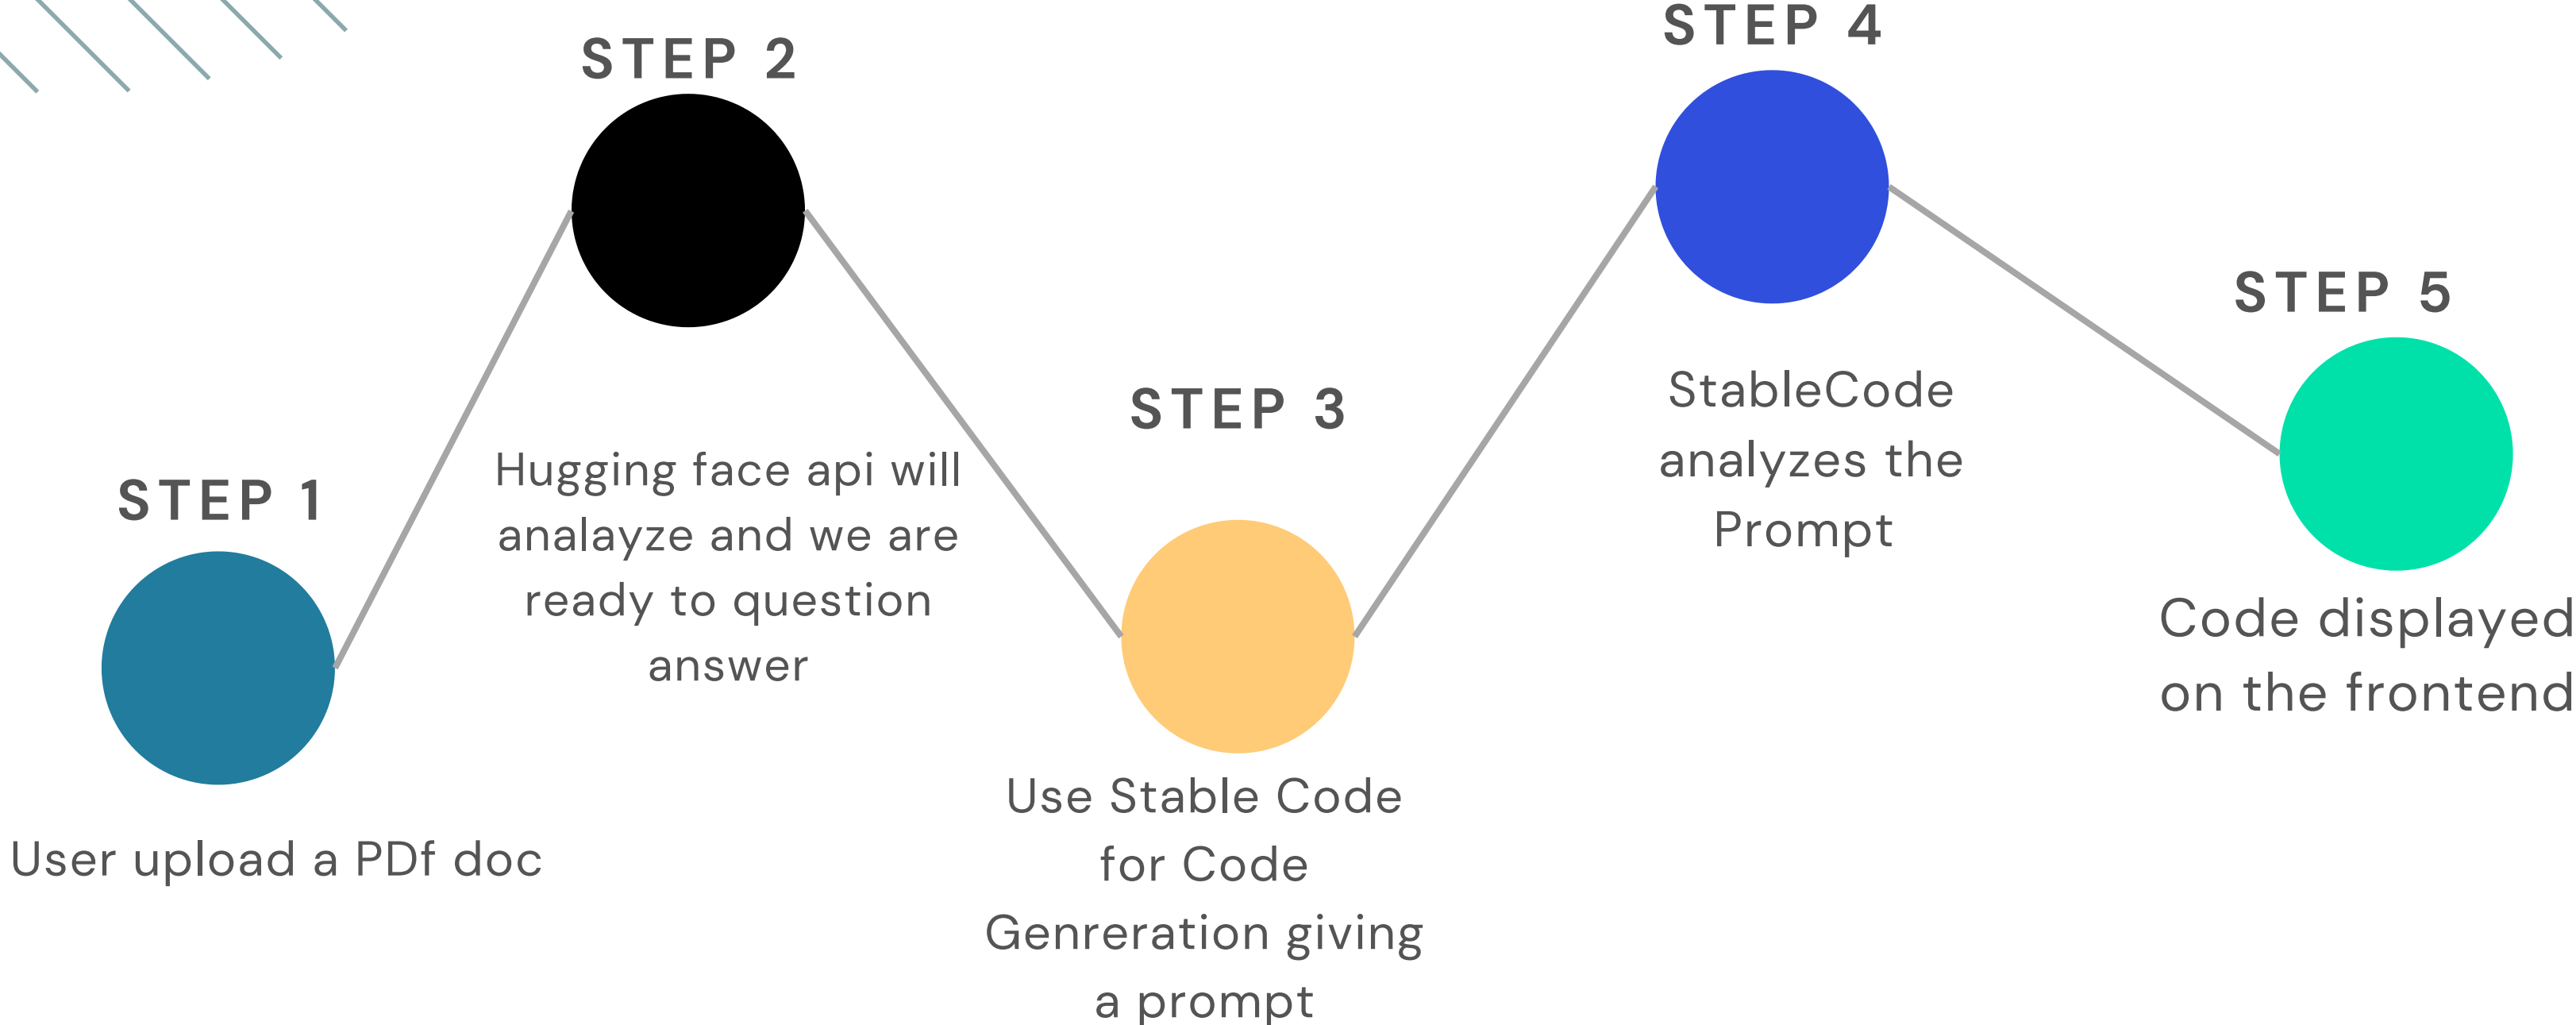 STEP 1
User upload a PDf doc
STEP 2
Hugging face api will
analayze and we are
ready to question
answer
STEP 3
Use Stable Code
for Code
Genreration giving
a prompt
STEP 4
StableCode
analyzes the
Prompt
STEP 5
Code displayed
on the frontend